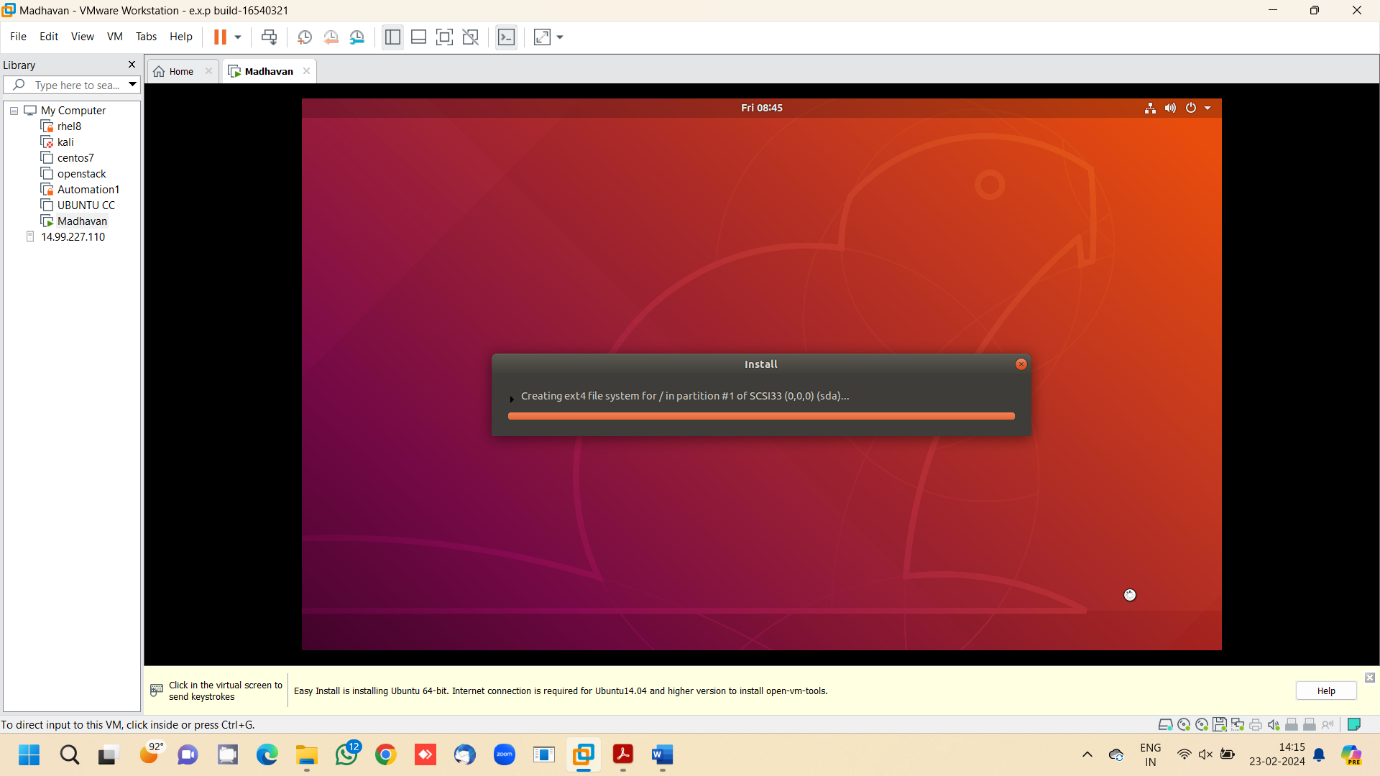 Madhavan - VMware Workstation - e.x.p build-16540321
File Edit View VM Tabs Help
Library
Type here to sea...
Home
Madhavan
My Computer
rhel8
kali
centos7
openstack
Automation1
UBUNTU CC
Madhavan
14.99.227.110
Fri 08:45
Install
Creating ext4 file system for / in partition #1 of SCSI33 (0,0,0) (sda)...
Click in the virtual screen to
send keystrokes
Easy Install is installing Ubuntu 64-bit. Internet connection is required for Ubuntu14.04 and higher version to install open-vm-tools.
Help
To direct input to this VM, click inside or press Ctrl+G.
92°
12
zoom
W
ENG
IN
14:15
23-02-2024
PRE